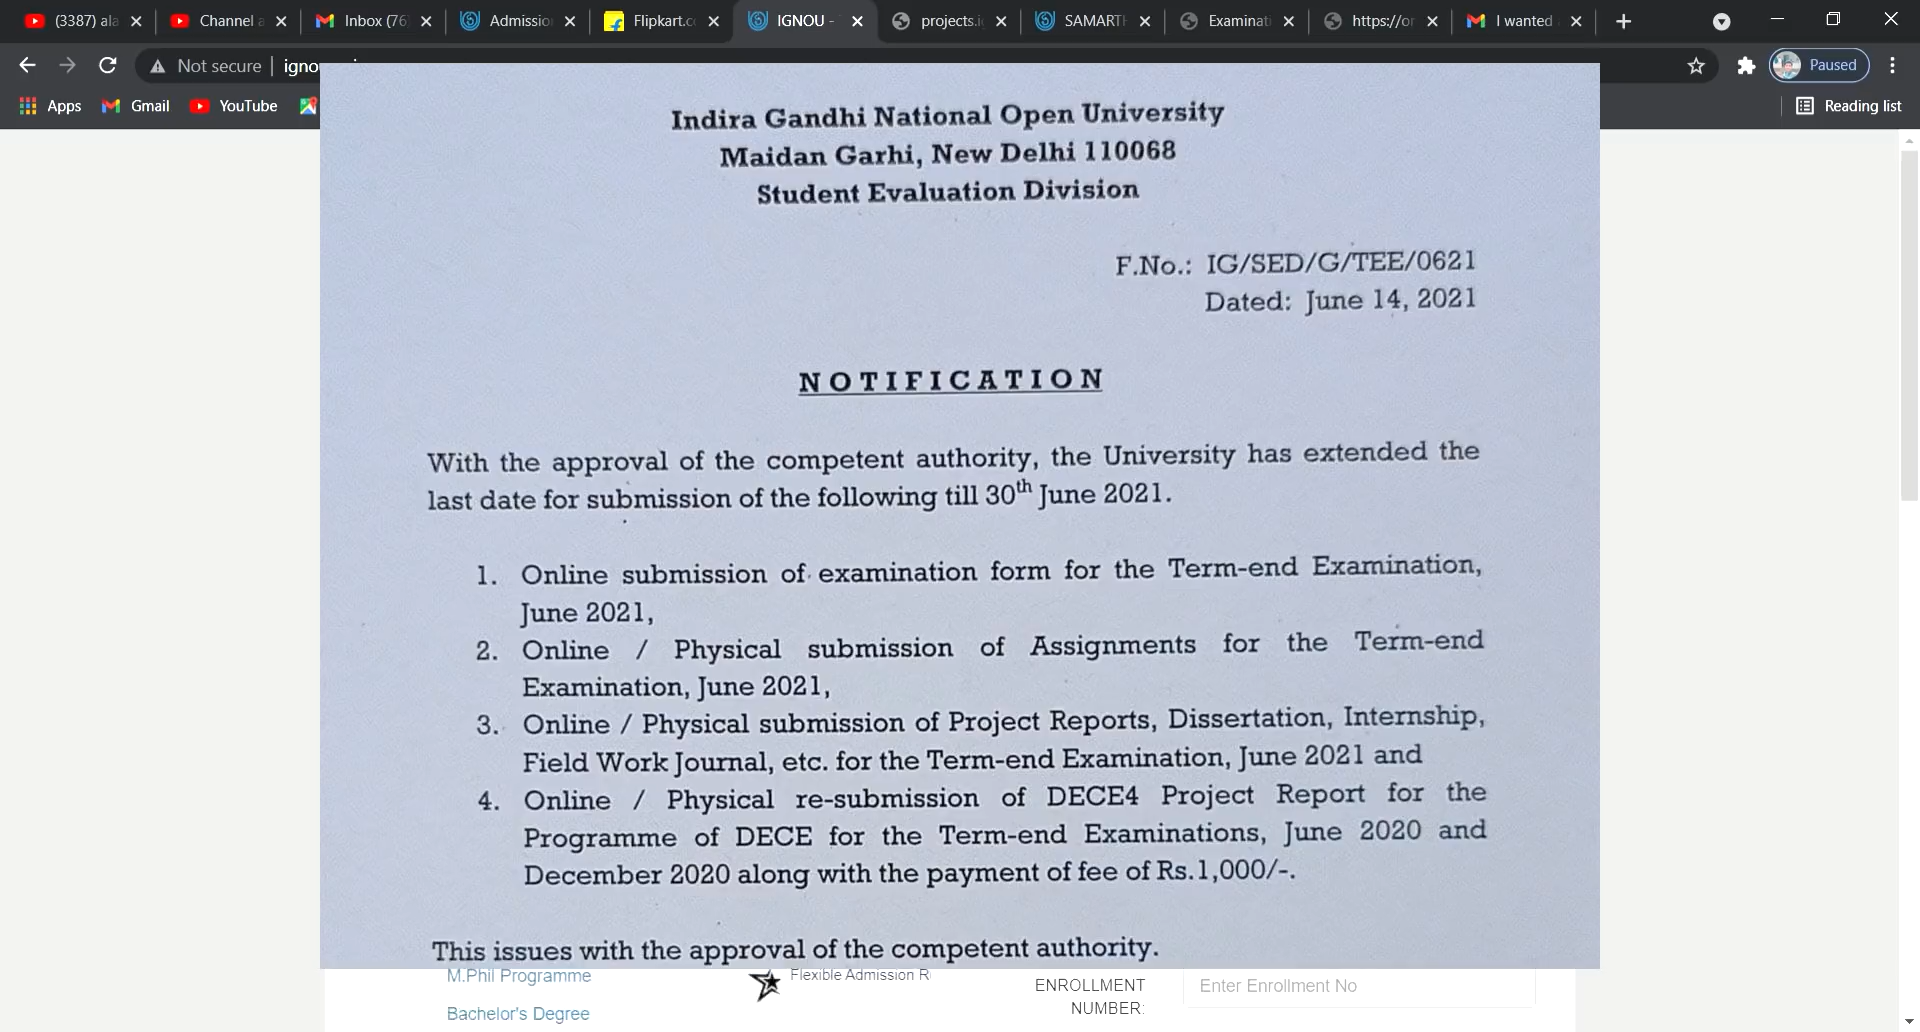 (3387) ala
Channel a
Inbox (76
Admissio
Flipkart.c
IGNOU -
projects.i
SAMARTH
Examinati
https://or
I wanted
Not secure
igno
Paused
Apps
Gmail
YouTube
Reading list
Indira Gandhi National Open University
Maidan Garhi, New Delhi 110068
Student Evaluation Division
F.No.: IG/SED/G/TEE/0621
Dated: June 14, 2021
NOTIFICATION
With the approval of the competent authority, the University has extended the
last date for submission of the following till 30th June 2021.
1. Online submission of examination form for the Term-end Examination,
June 2021,
2. Online / Physical submission of Assignments for the Term-end
Examination, June 2021,
3. Online / Physical submission of Project Reports, Dissertation, Internship,
Field Work Journal, etc. for the Term-end Examination, June 2021 and
4. Online / Physical re-submission of DECE4 Project Report for the
Programme of DECE for the Term-end Examinations, June 2020 and
December 2020 along with the payment of fee of Rs.1,000/-.
This issues with the approval of the competent authority.
M.Phil Programme
Bachelor's Degree
Flexible Admission R
ENROLLMENT
NUMBER:
Enter Enrollment No